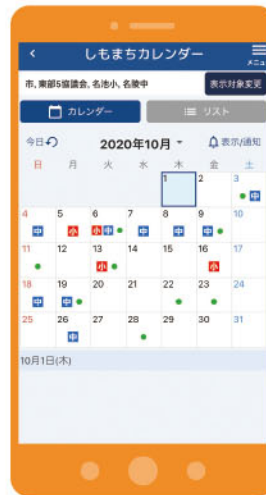 しもまちカレンダー
メニュー
市, 東部5協議会, 名池小, 名陵中
表示対象変更
カレンダー
リスト
今日
2020年10月
表示/通知
日 月 火 水 木 金 土
1 2 3
中
4 5 6 7 8 9 10
中 小 小 中 中 中 中
11 12 13 14 15 16 17
小 小
18 19 20 21 22 23 24
中 中
25 26 27 28 29 30 31
中
10月1日(木)